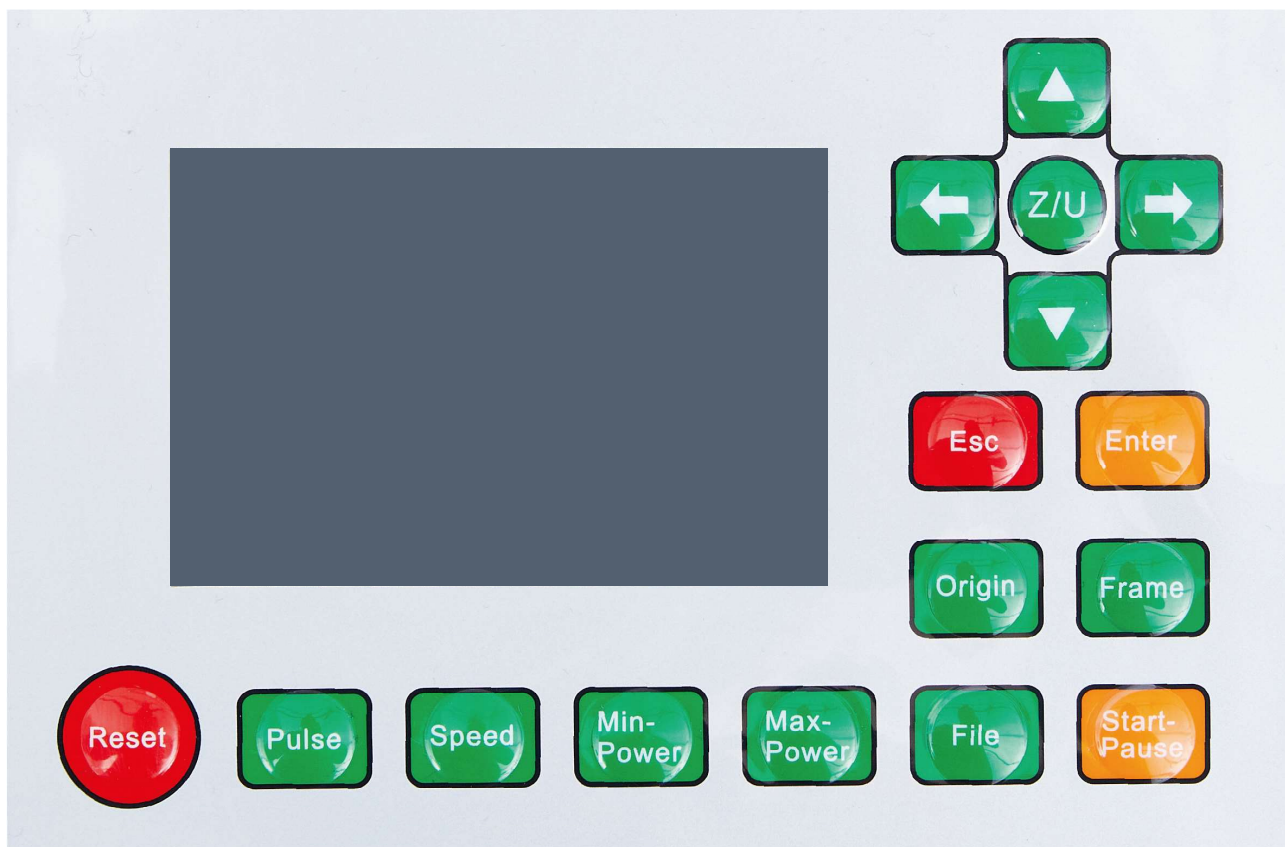 Z/U
Esc
Enter
Origin
Frame
Reset
Pulse
Speed
Min-
Power
Max-
Power
File
Start-
Pause